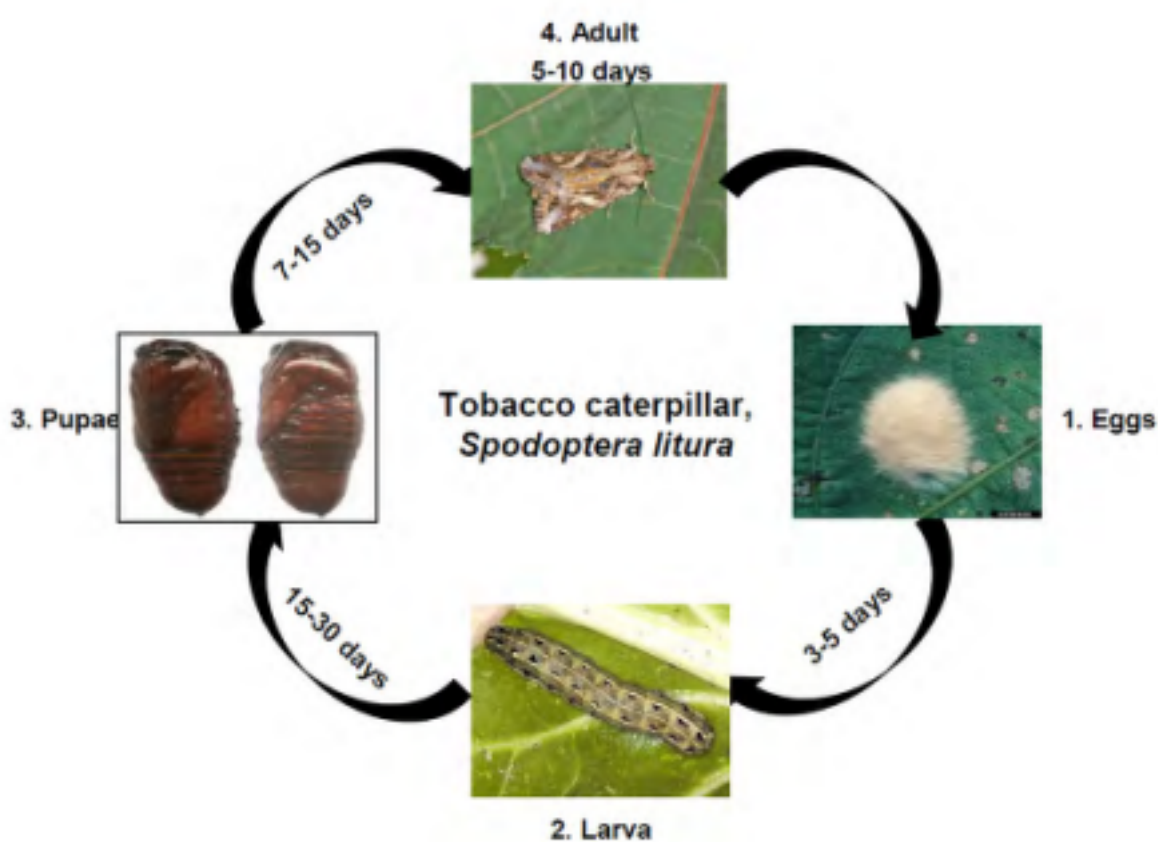 4. Adult
5-10 days
7-15 days
3. Pupae
Tobacco caterpillar,
Spodoptera litura
1. Eggs
15-30 days
3-5 days
2. Larva